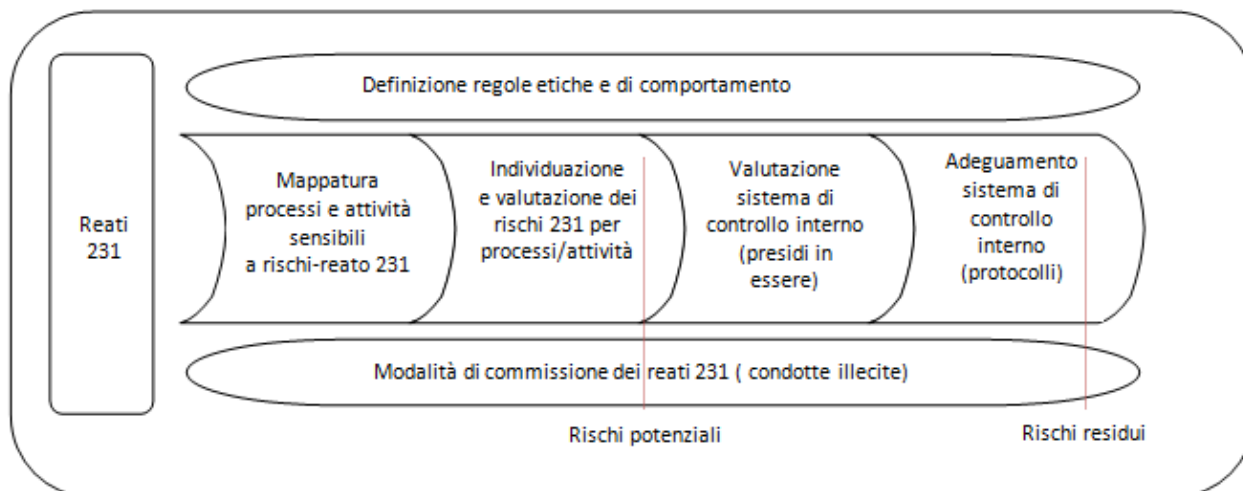 Definizione regole etiche e di comportamento
Reati
231
Mappatura
processi e attività
sensibili
a rischi-reato 231
Individuazione
e valutazione dei
rischi 231 per
processi/attività
Valutazione
sistema di
controllo interno
(presidi in
essere)
Adeguamento
sistema di
controllo
interno
(protocolli)
Modalità di commissione dei reati 231 ( condotte illecite)
Rischi potenziali
Rischi residui